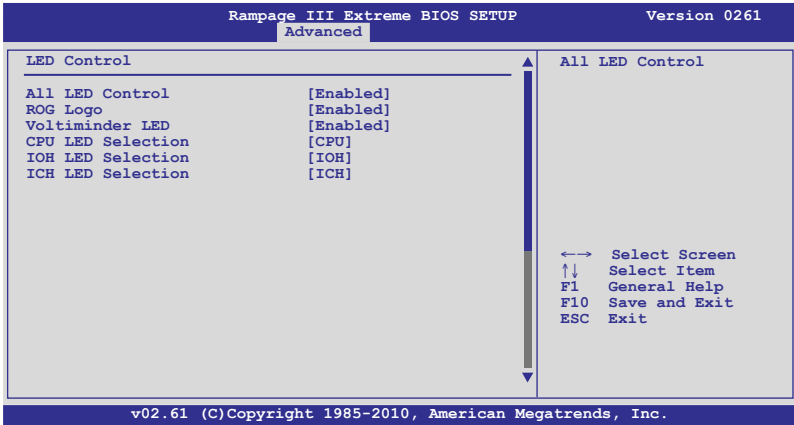 Rampage III Extreme BIOS SETUP Version 0261
Advanced
LED Control
All LED Control [Enabled]
ROG Logo [Enabled]
Voltiminder LED [Enabled]
CPU LED Selection [CPU]
IOH LED Selection [IOH]
ICH LED Selection [ICH]
All LED Control
←→ Select Screen
↑↓ Select Item
F1 General Help
F10 Save and Exit
ESC Exit
v02.61 (C)Copyright 1985-2010, American Megatrends, Inc.